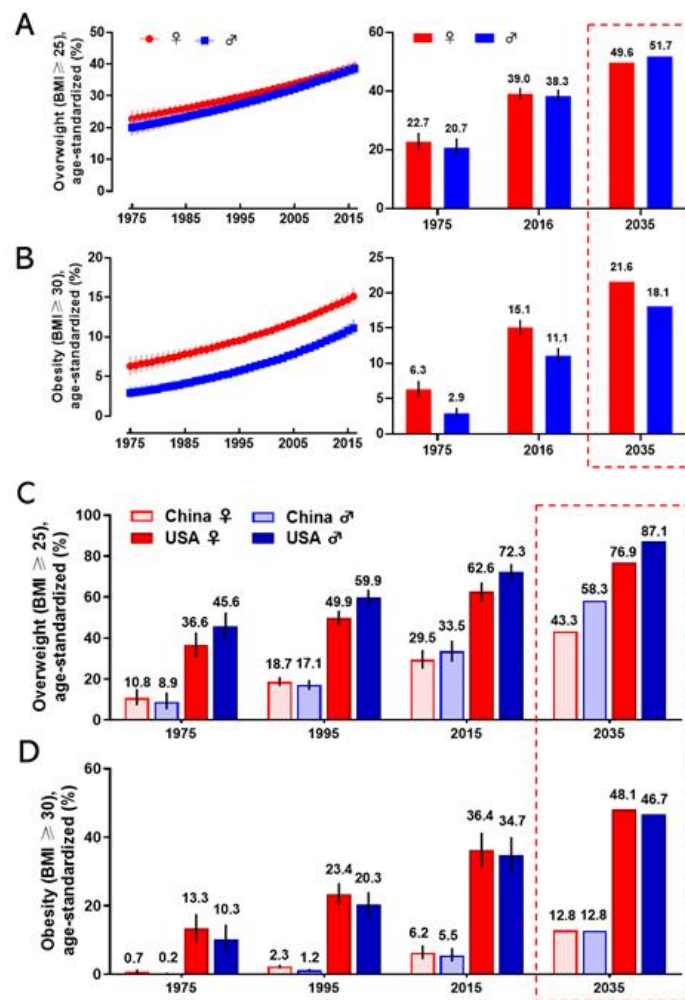 A
Overweight (BMI ⩾ 25),
age-standardized (%)
50
40
30
20
10
0
♀ ♂
1975 1985 1995 2005 2015
60
40
20
0
♀ ♂
22.7 20.7
39.0 38.3
49.6 51.7
1975 2016 2035
B
Obesity (BMI ⩾ 30),
age-standardized (%)
20
15
10
5
0
1975 1985 1995 2005 2015
25
20
15
10
5
0
6.3 2.9
15.1 11.1
21.6 18.1
1975 2016 2035
C
Overweight (BMI ⩾ 25),
age-standardized (%)
100
80
60
40
20
0
China ♀ China ♂
USA ♀ USA ♂
10.8 8.9 36.6 45.6
18.7 17.1 49.9 59.9
29.5 33.5 62.6 72.3
43.3 58.3 76.9 87.1
1975 1995 2015 2035
D
Obesity (BMI ⩾ 30),
age-standardized (%)
60
40
20
0
0.7 0.2 13.3 10.3
2.3 1.2 23.4 20.3
6.2 5.5 36.4 34.7
12.8 12.8 48.1 46.7
1975 1995 2015 2035